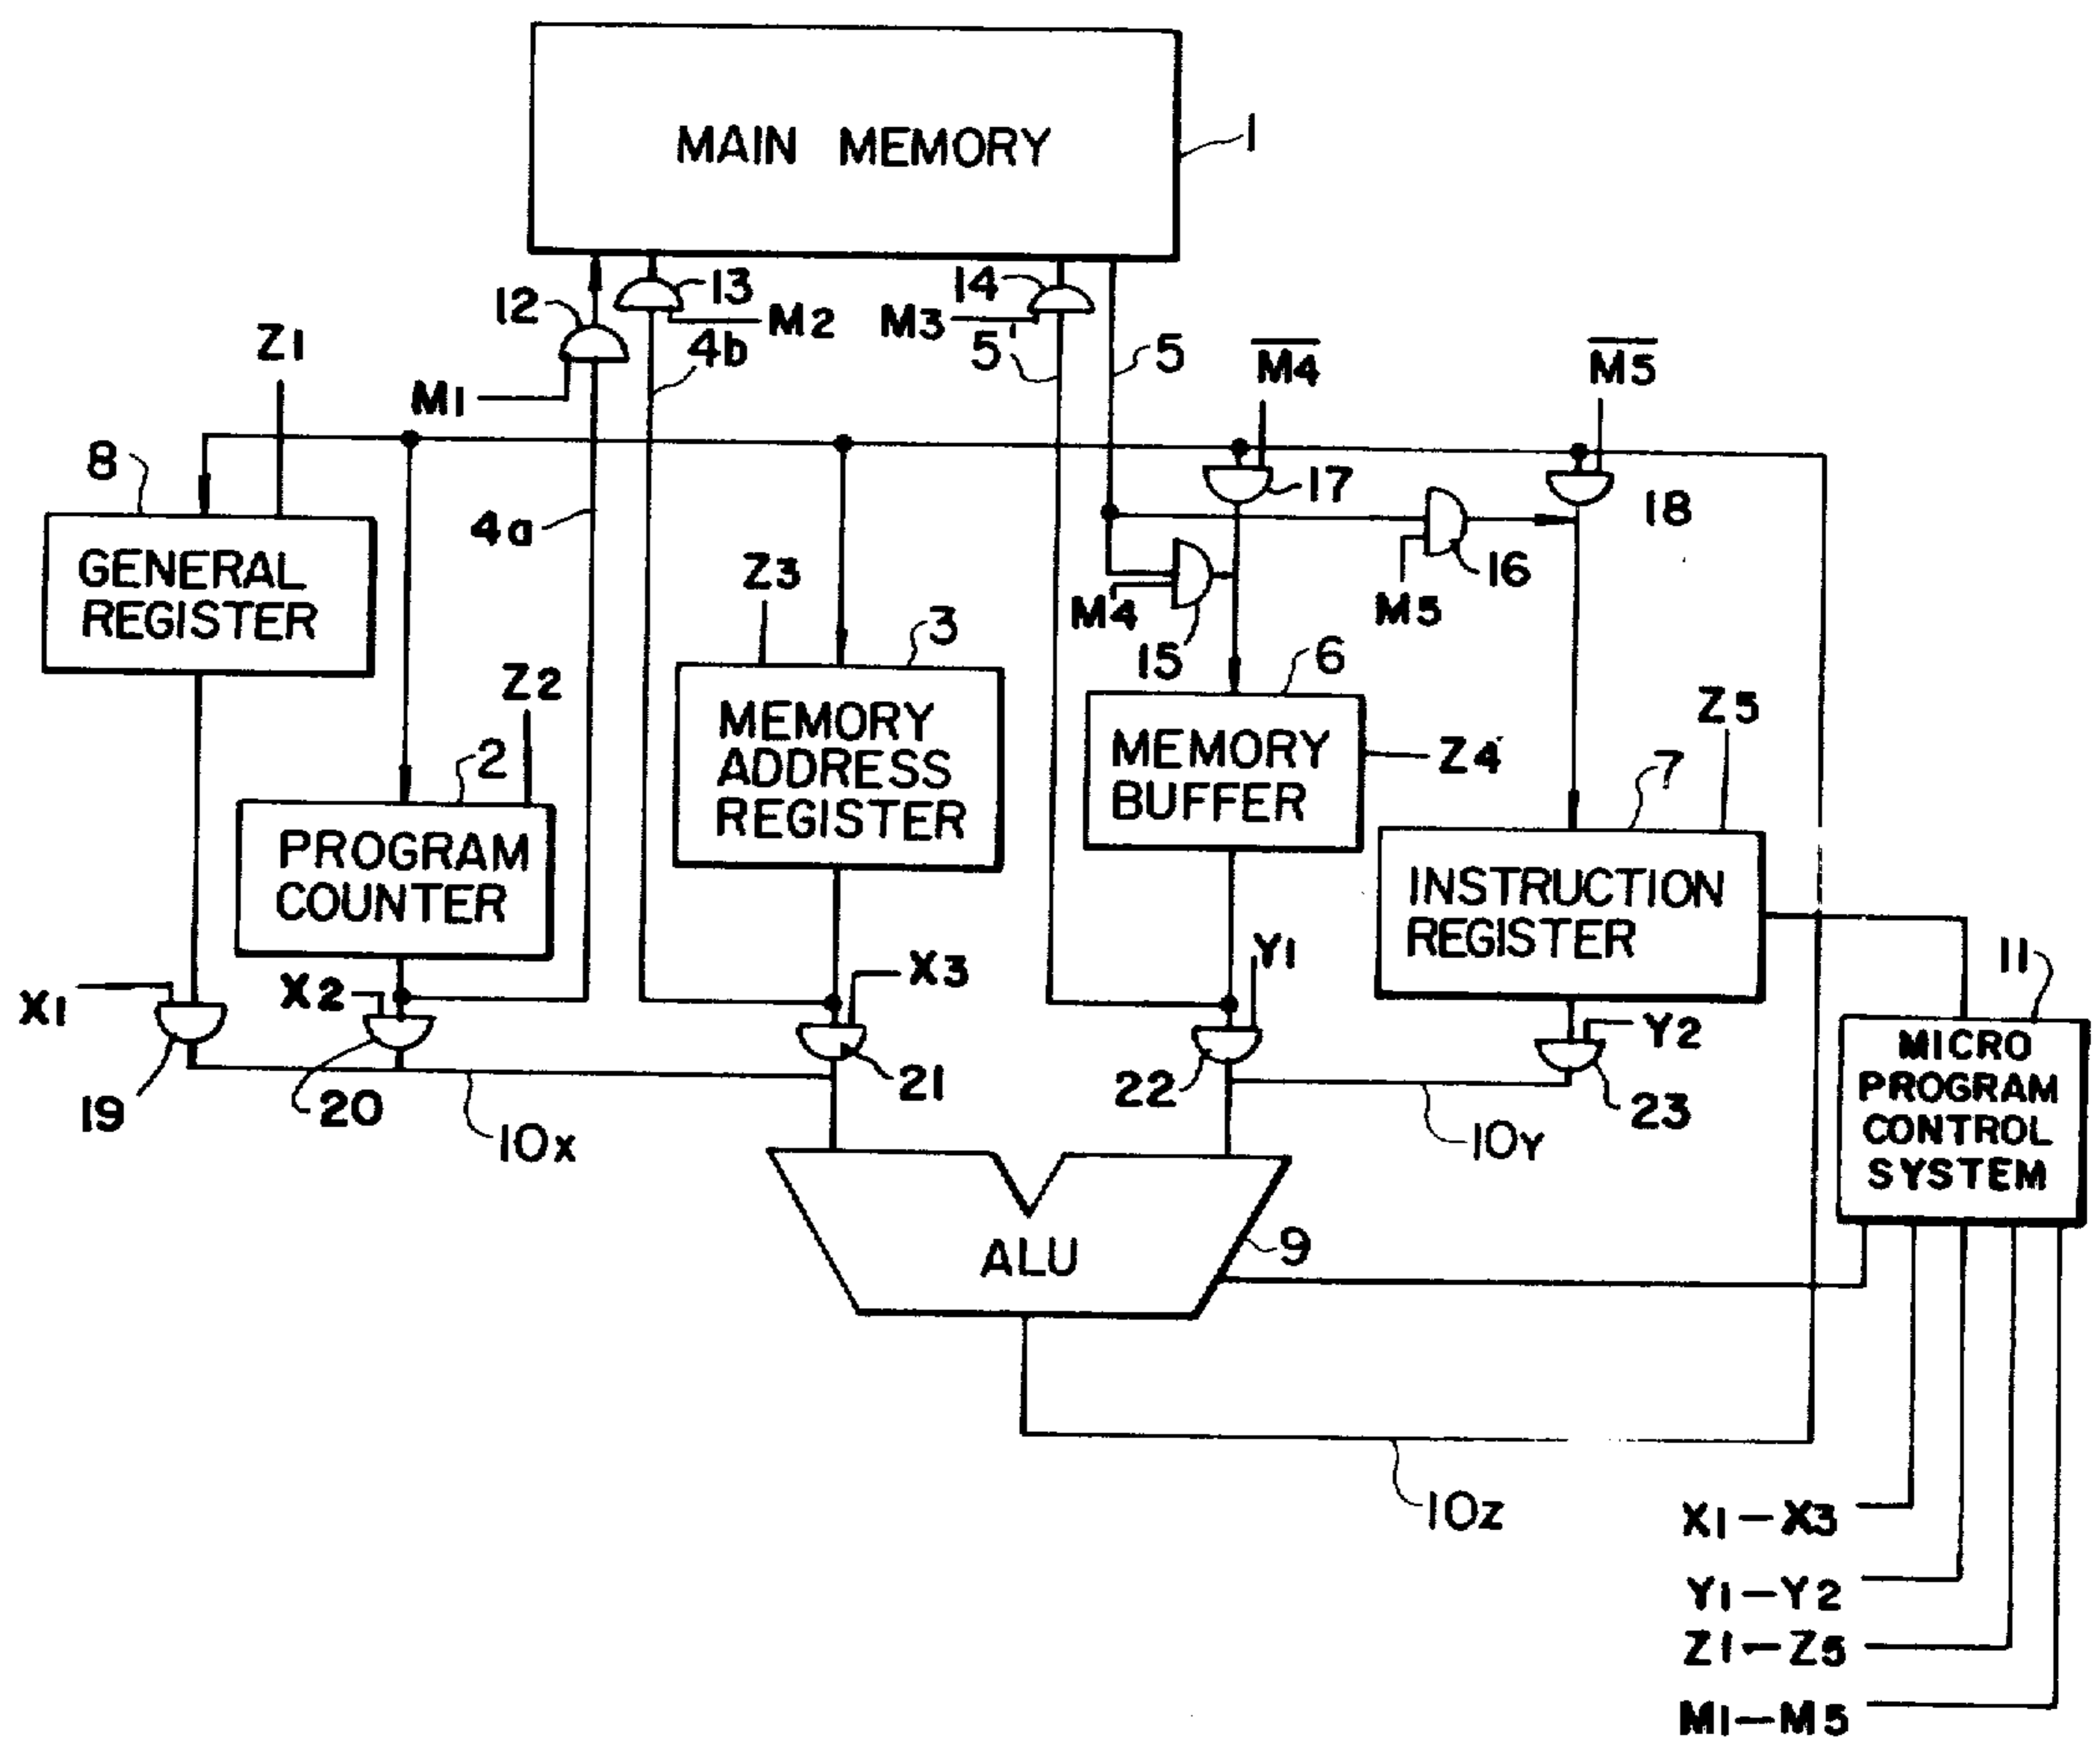 MAIN MEMORY
1
12
13
14
M2
M3
4b
5'
5
M4
M5
Z1
M1
8
17
18
4a
GENERAL
REGISTER
Z3
16
M4
M5
15
3
6
Z2
Z5
MEMORY
ADDRESS
REGISTER
MEMORY
BUFFER
Z4
2
7
PROGRAM
COUNTER
INSTRUCTION
REGISTER
11
X1
X2
X3
Y1
Y2
MICRO
PROGRAM
CONTROL
SYSTEM
19
20
21
22
23
10X
10Y
ALU
9
10Z
X1–X3
Y1–Y2
Z1–Z5
M1–M5